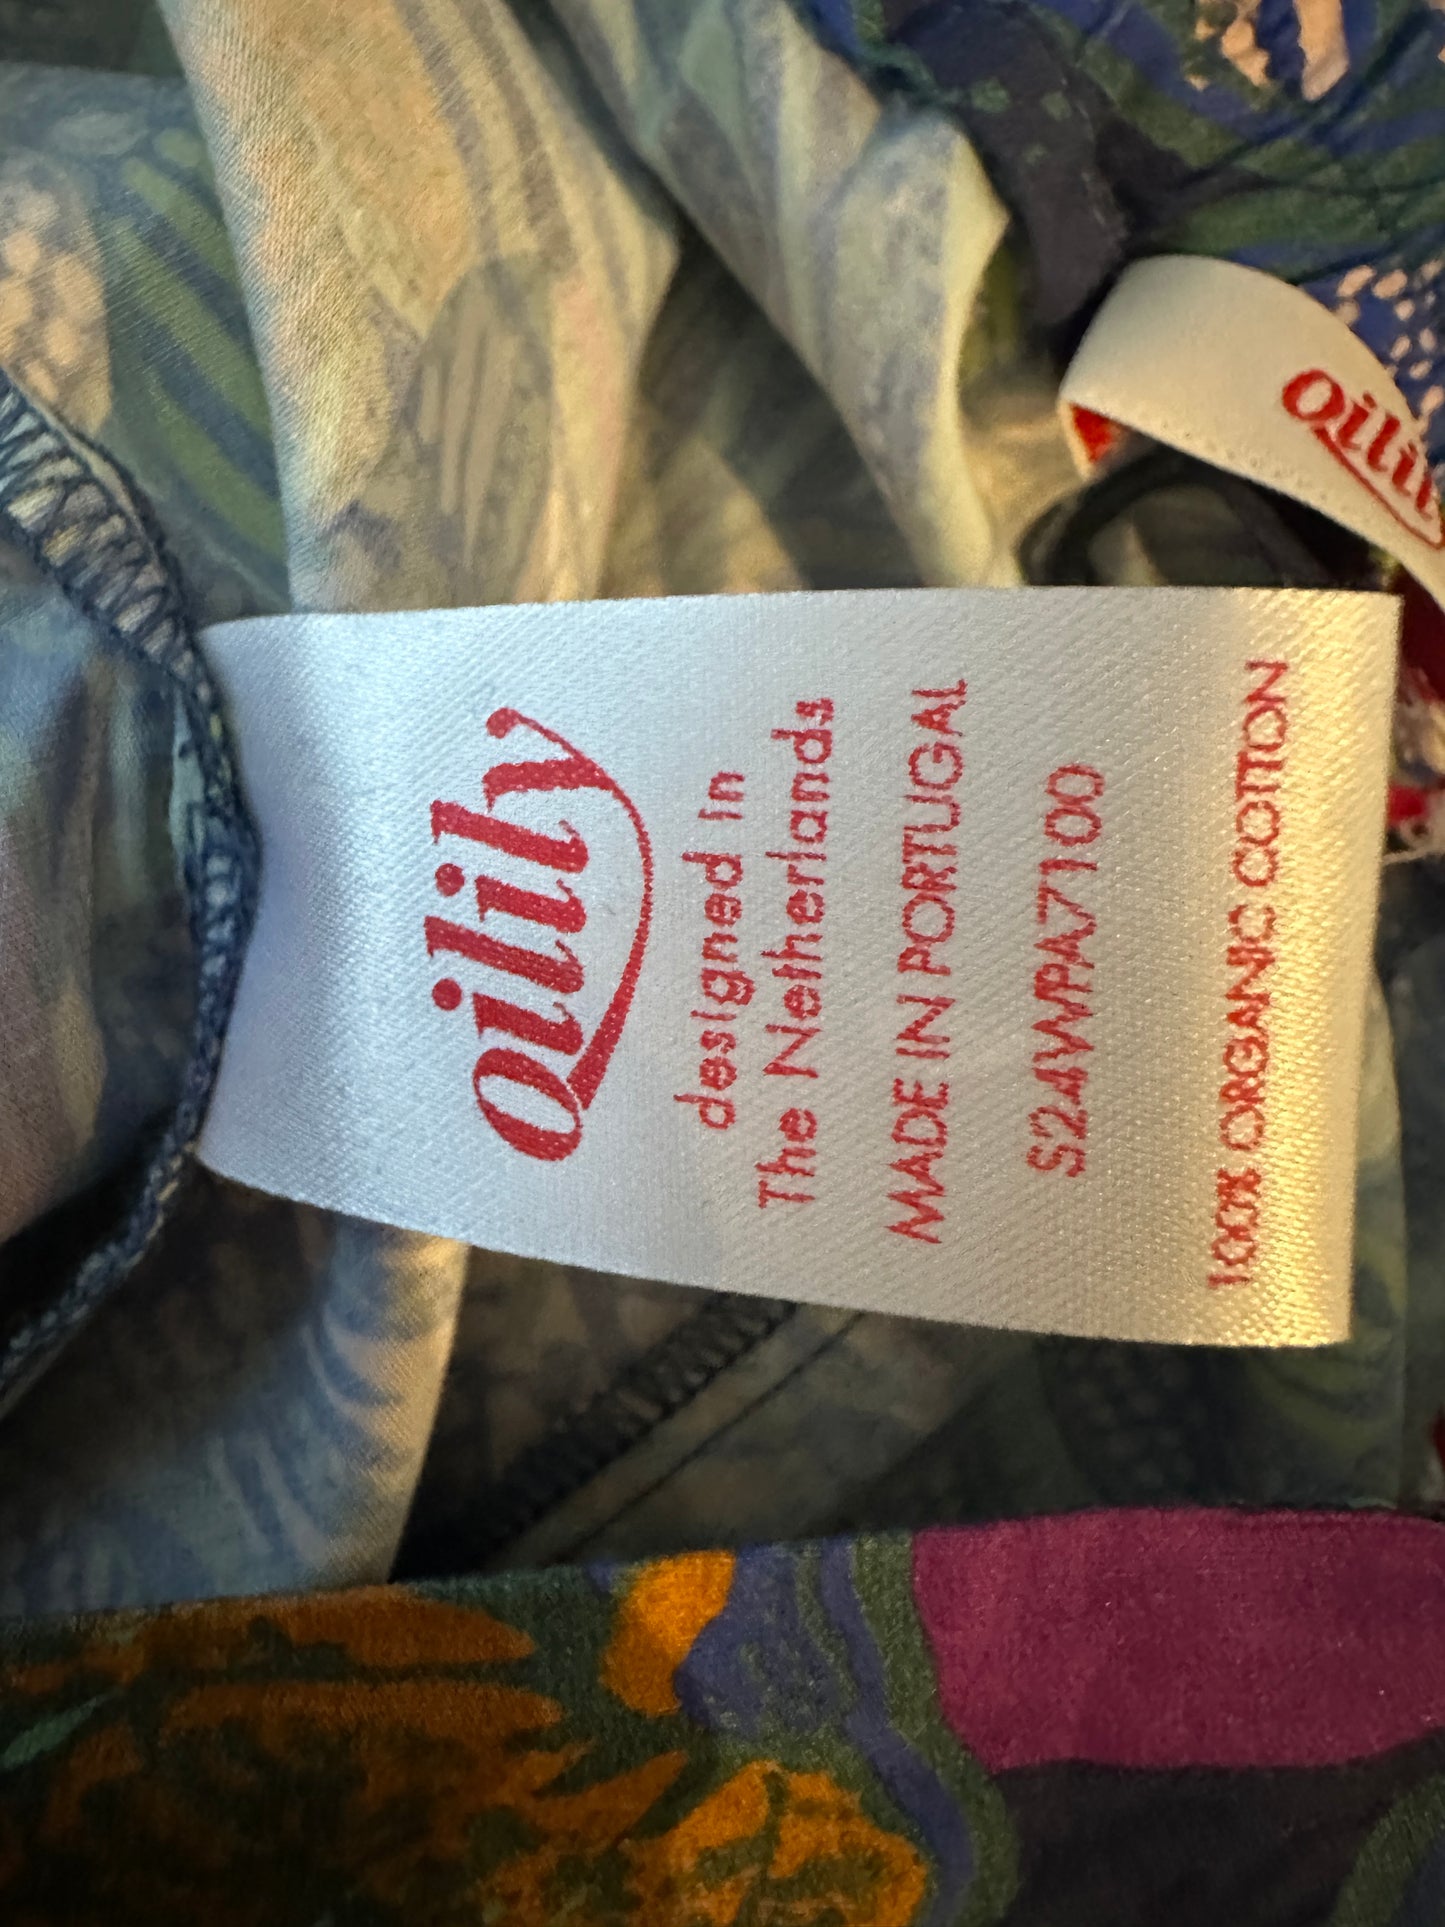 Oilily
designed in
The Netherlands
MADE IN PORTUGAL
S24WPA7100
100% ORGANIC COTTON
Oilily